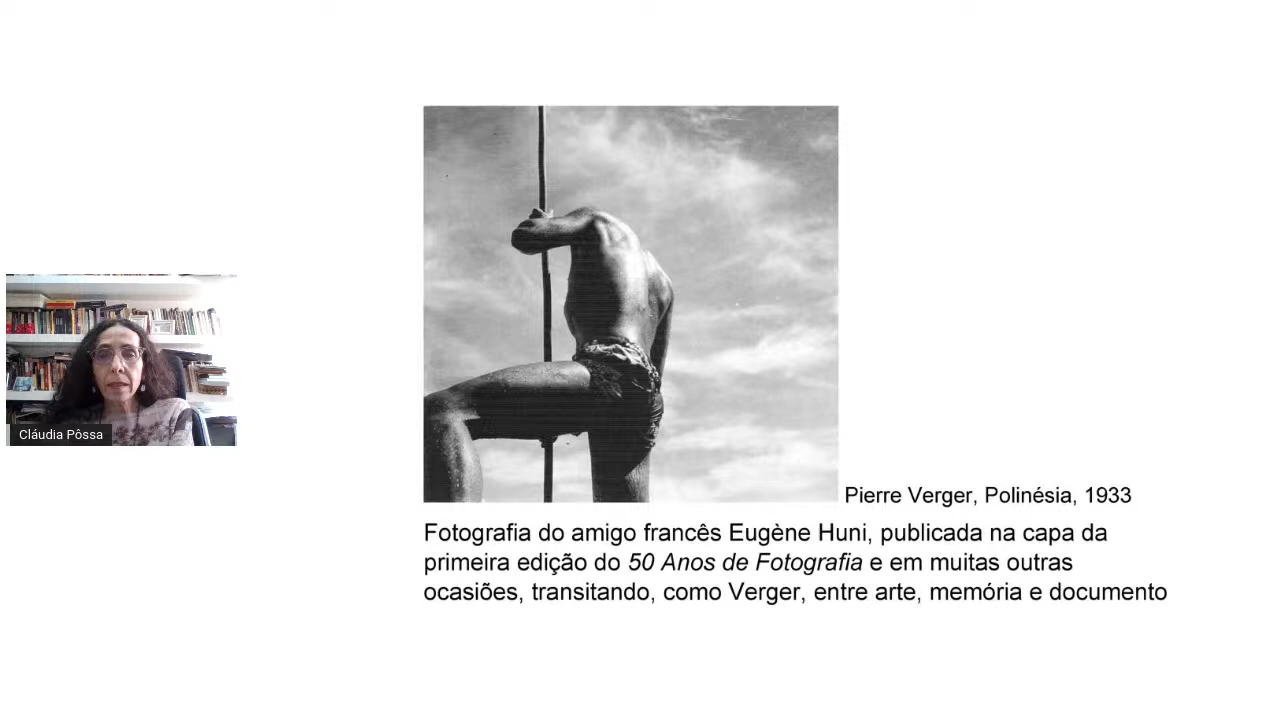 Cláudia Pôssa
Pierre Verger, Polinésia, 1933
Fotografia do amigo francês Eugène Huni, publicada na capa da
primeira edição do 50 Anos de Fotografia e em muitas outras
ocasiões, transitando, como Verger, entre arte, memória e documento